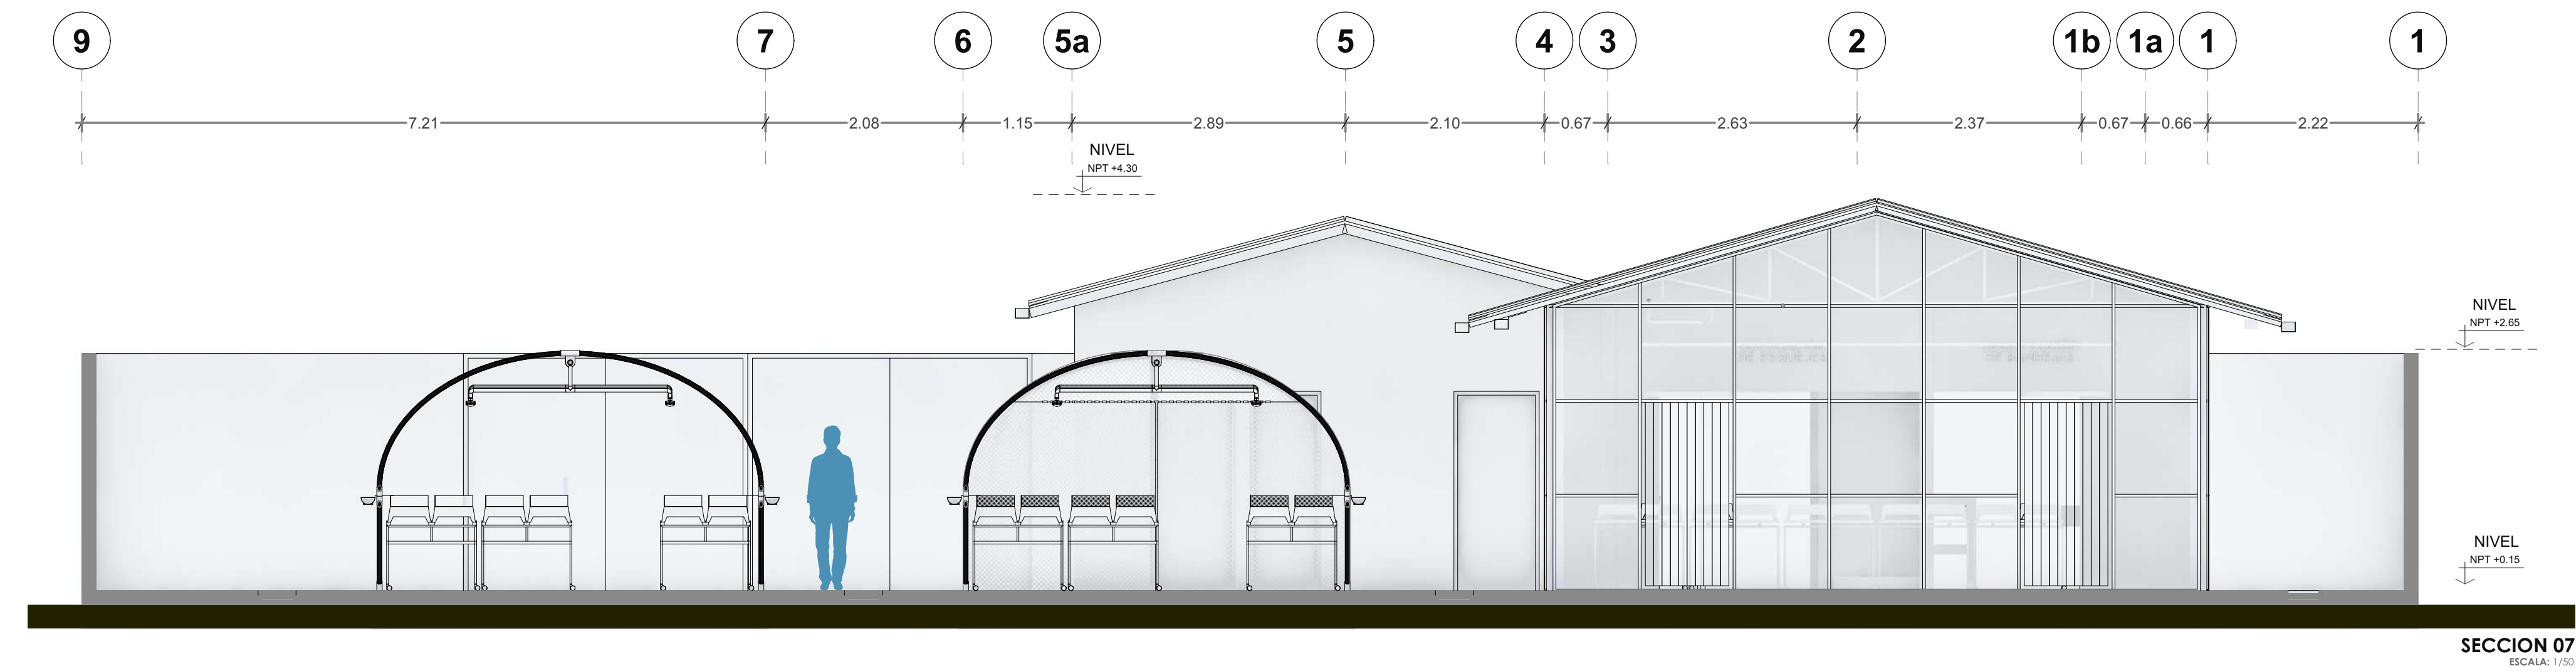 9 7 6 5a 5 4 3 2 1b 1a 1 1
7.21 2.08 1.15 2.89 2.10 0.67 2.63 2.37 0.67 0.66 2.22
NIVEL
NPT +4.30
NIVEL
NPT +2.65
NIVEL
NPT +0.15
SECCION 07
ESCALA: 1/50